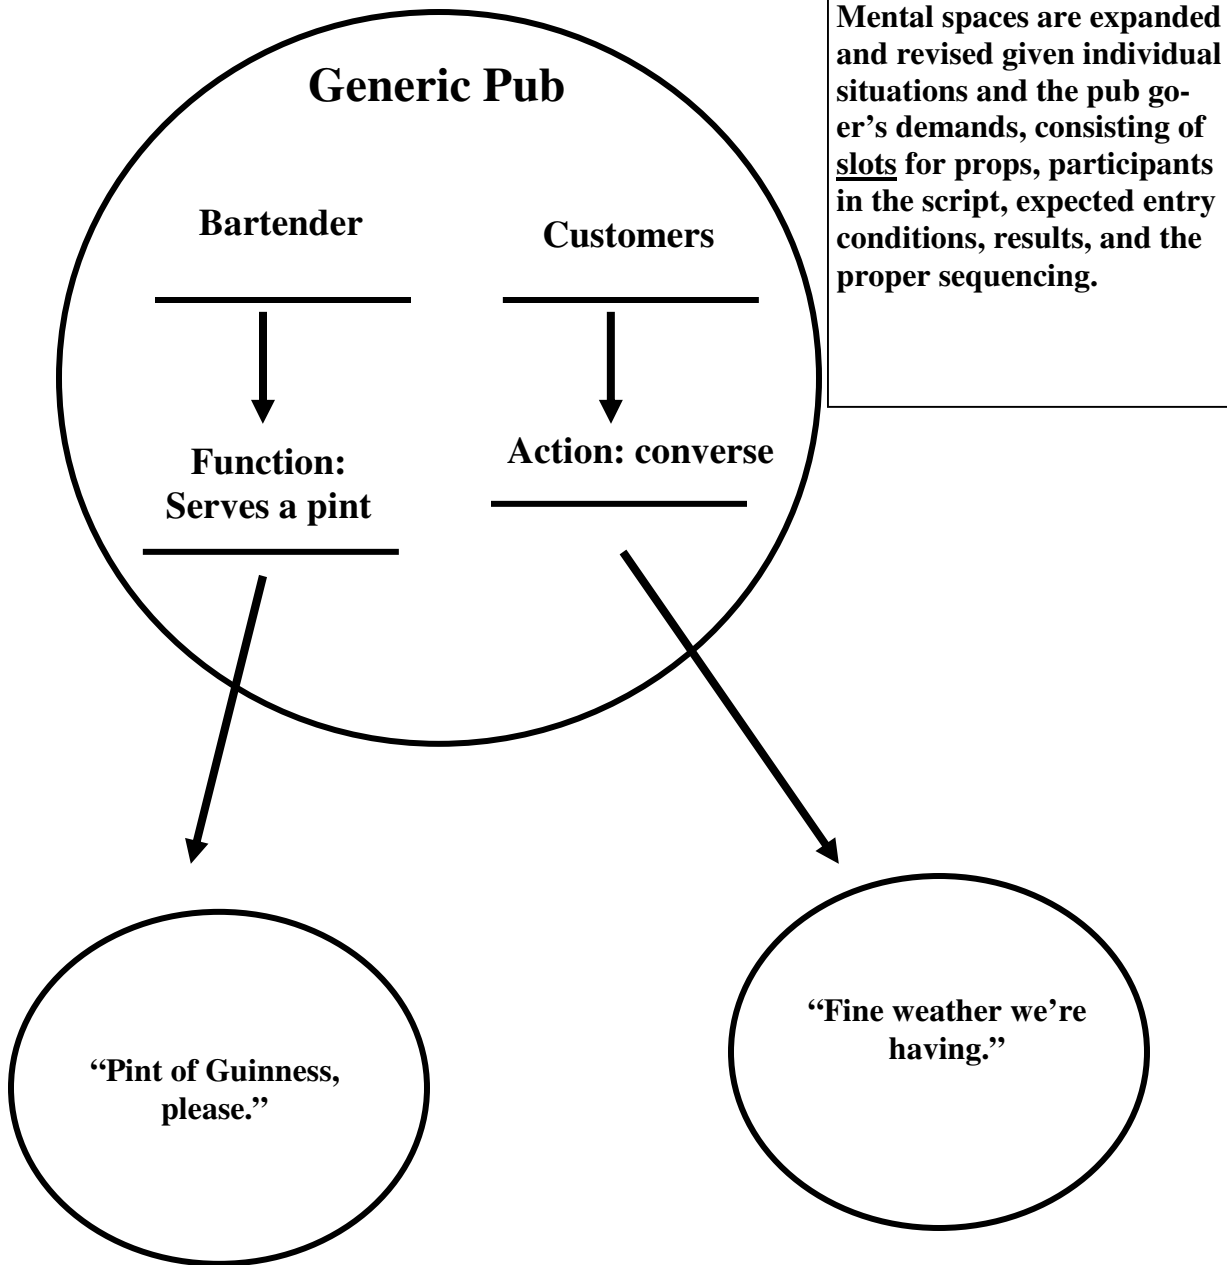 Mental spaces are expanded
and revised given individual
situations and the pub go-
er’s demands, consisting of
slots for props, participants
in the script, expected entry
conditions, results, and the
proper sequencing.
Generic Pub
Bartender
Customers
Function:
Serves a pint
Action: converse
“Pint of Guinness,
please.”
“Fine weather we’re
having.”